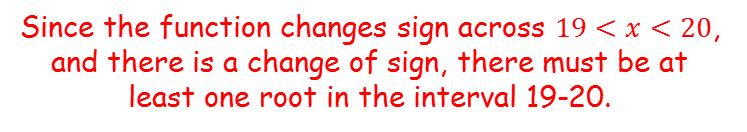 Since the function changes sign across 19 < x < 20,
and there is a change of sign, there must be at
least one root in the interval 19-20.